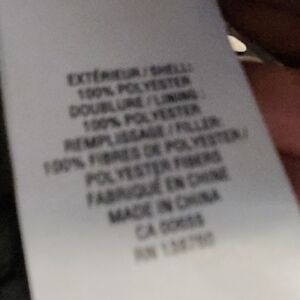 EXTÉRIEUR / SHELL:
100% POLYESTER
DOUBLURE / LINING :
100% POLYESTER
REMPLISSAGE / FILLER:
100% FIBRES DE POLYESTER /
POLYESTER FIBERS
FABRIQUÉ EN CHINE
MADE IN CHINA
CA
RN